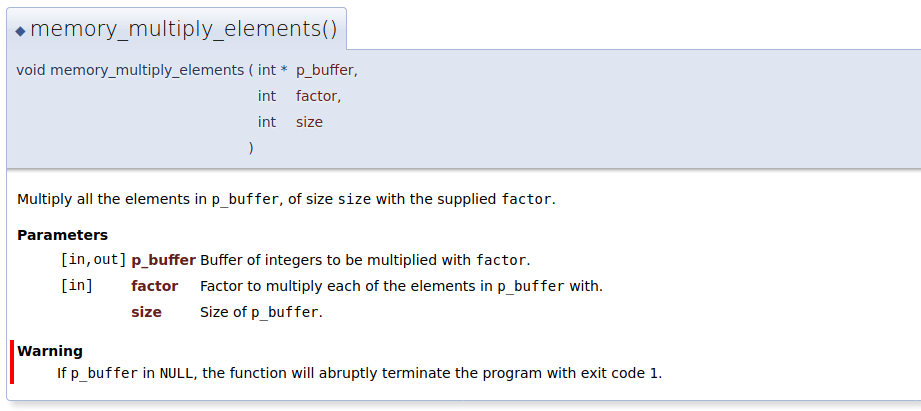 ◆ memory_multiply_elements()
void memory_multiply_elements ( int * p_buffer,
int factor,
int size
)
Multiply all the elements in p_buffer, of size size with the supplied factor.
Parameters
[in,out] p_buffer Buffer of integers to be multiplied with factor.
[in] factor Factor to multiply each of the elements in p_buffer with.
size Size of p_buffer.
Warning
If p_buffer in NULL, the function will abruptly terminate the program with exit code 1.